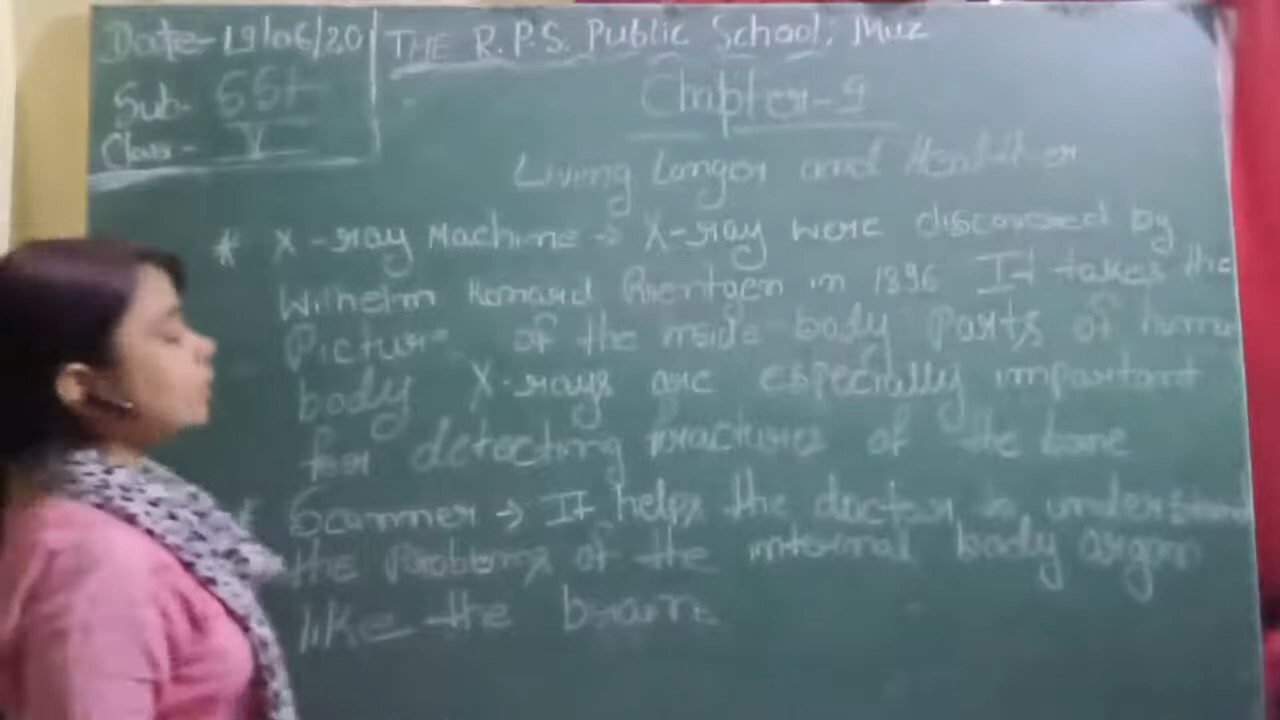 Date- 19/06/20
Sub- SSt
Class- V
THE R.P.S. Public School, Muz
Chapter-9
Living Longer and Healthier
* X-ray Machine → X-ray were discovered by
Wilhelm Konard Roentgen in 1896 It takes the
Picture of the inside body Parts of human
body X-rays are especially important
for detecting fractures of the bone
* Scanner → It helps the doctor to understand
the Problems of the internal body organ
like the brain